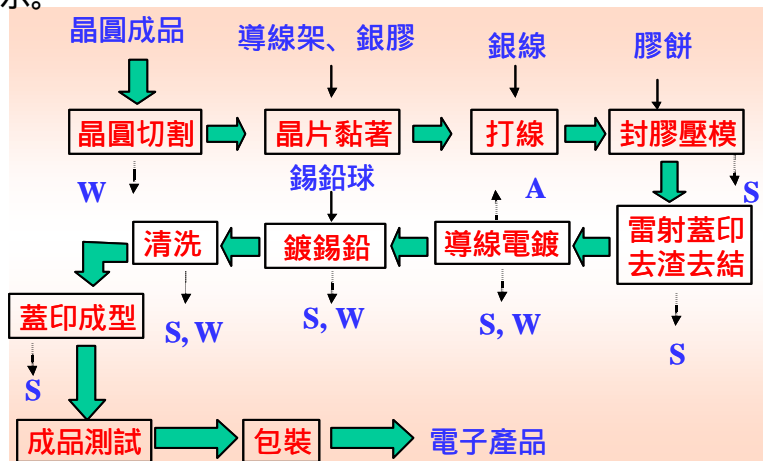 示。
晶圓成品
導線架、銀膠
銀線
膠餅
晶圓切割
晶片黏著
打線
封膠壓模
W
錫鉛球
A
S
清洗
鍍錫鉛
導線電鍍
雷射蓋印
去渣去結
蓋印成型
S, W
S, W
S, W
S
S
成品測試
包裝
電子產品